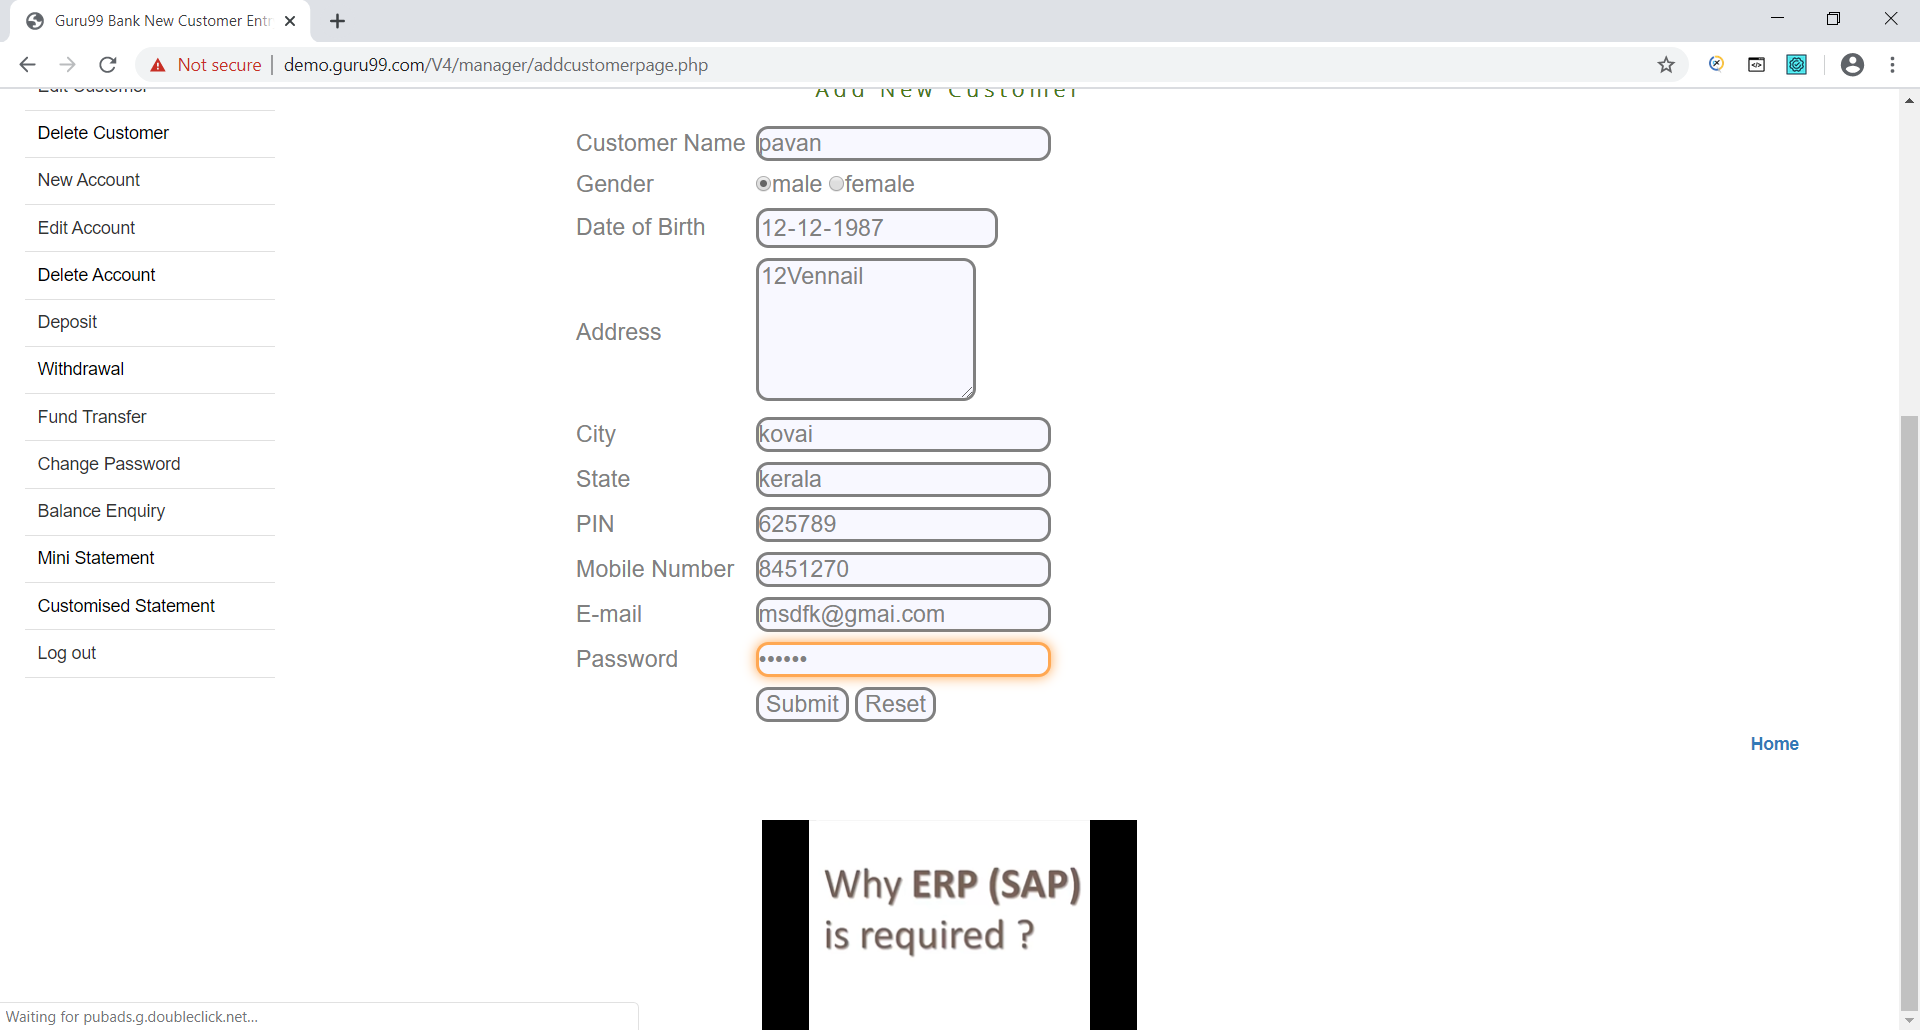 Guru99 Bank New Customer Entr
Not secure | demo.guru99.com/V4/manager/addcustomerpage.php
Edit Customer
Add New Customer
Delete Customer
New Account
Edit Account
Delete Account
Deposit
Withdrawal
Fund Transfer
Change Password
Balance Enquiry
Mini Statement
Customised Statement
Log out
Customer Name pavan
Gender male female
Date of Birth 12-12-1987
Address 12Vennail
City kovai
State kerala
PIN 625789
Mobile Number 8451270
E-mail msdfk@gmai.com
Password ••••••
Submit Reset
Home
Why ERP (SAP)
is required ?
Waiting for pubads.g.doubleclick.net...